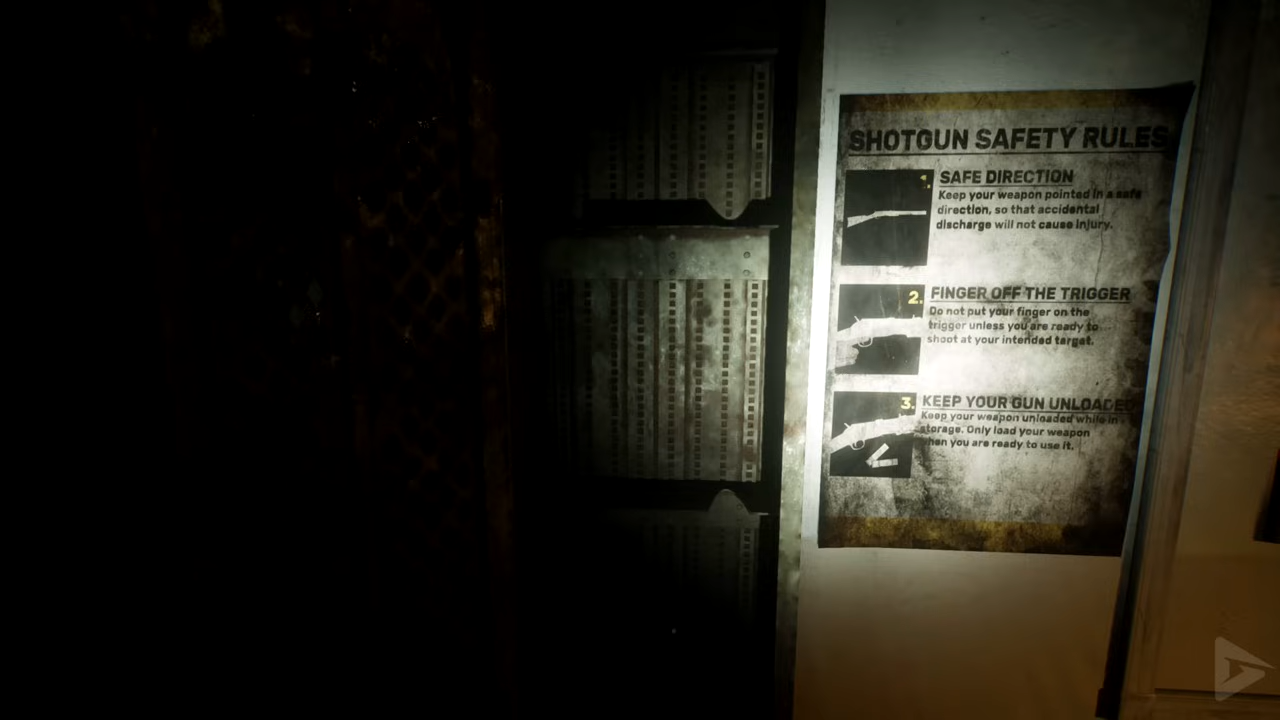 SHOTGUN SAFETY RULES
1.
SAFE DIRECTION
Keep your weapon pointed in a safe
direction, so that accidental
discharge will not cause injury.
2.
FINGER OFF THE TRIGGER
Do not put your finger on the
trigger unless you are ready to
shoot at your intended target.
3.
KEEP YOUR GUN UNLOADED
Keep your weapon unloaded while in
storage. Only load your weapon
when you are ready to use it.